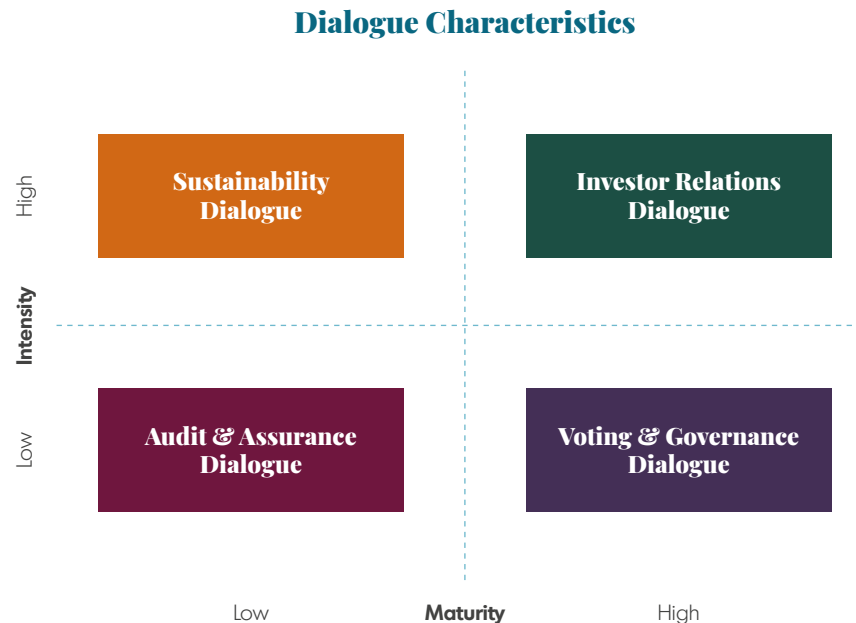 Dialogue Characteristics
High
Sustainability
Dialogue
Investor Relations
Dialogue
Intensity
Low
Audit & Assurance
Dialogue
Voting & Governance
Dialogue
Low
Maturity
High